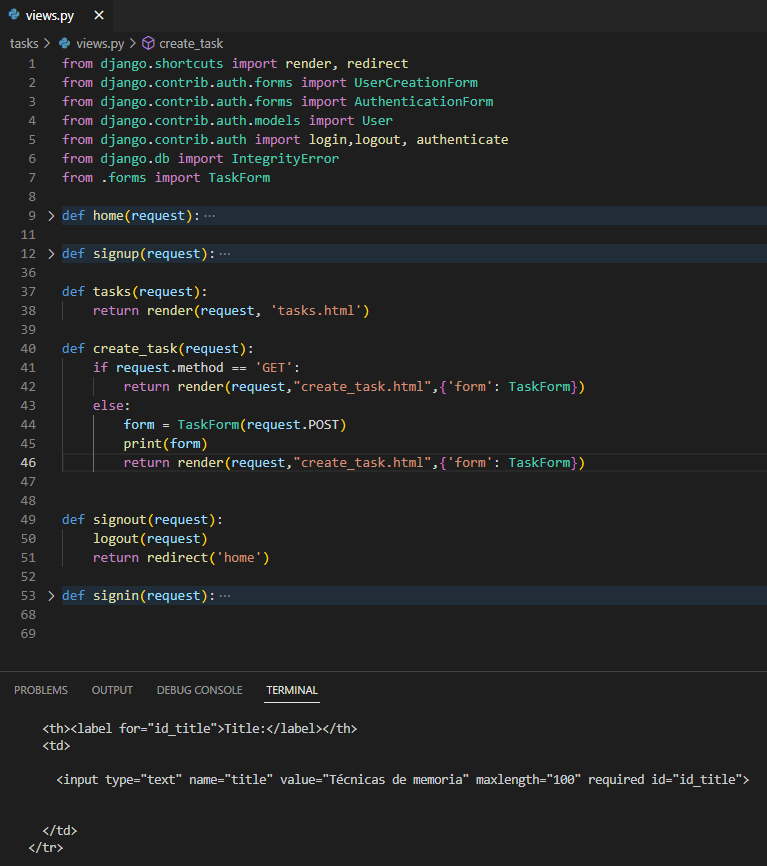 views.py ×
tasks > views.py > create_task
1 from django.shortcuts import render, redirect
2 from django.contrib.auth.forms import UserCreationForm
3 from django.contrib.auth.forms import AuthenticationForm
4 from django.contrib.auth.models import User
5 from django.contrib.auth import login,logout, authenticate
6 from django.db import IntegrityError
7 from .forms import TaskForm
8
9 > def home(request): ···
11
12 > def signup(request): ···
36
37 def tasks(request):
38     return render(request, 'tasks.html')
39
40 def create_task(request):
41     if request.method == 'GET':
42         return render(request,"create_task.html",{'form': TaskForm})
43     else:
44         form = TaskForm(request.POST)
45         print(form)
46         return render(request,"create_task.html",{'form': TaskForm})
47
48
49 def signout(request):
50     logout(request)
51     return redirect('home')
52
53 > def signin(request): ···
68
69
PROBLEMS OUTPUT DEBUG CONSOLE TERMINAL
<th><label for="id_title">Title:</label></th>
<td>
<input type="text" name="title" value="Técnicas de memoria" maxlength="100" required id="id_title">
</td>
</tr>